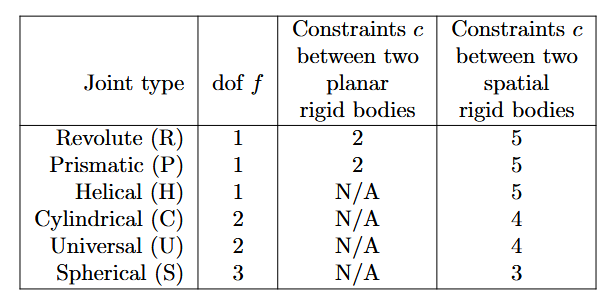 Constraints c Constraints c
between two between two
Joint type dof f planar spatial
rigid bodies rigid bodies
Revolute (R) 1 2 5
Prismatic (P) 1 2 5
Helical (H) 1 N/A 5
Cylindrical (C) 2 N/A 4
Universal (U) 2 N/A 4
Spherical (S) 3 N/A 3